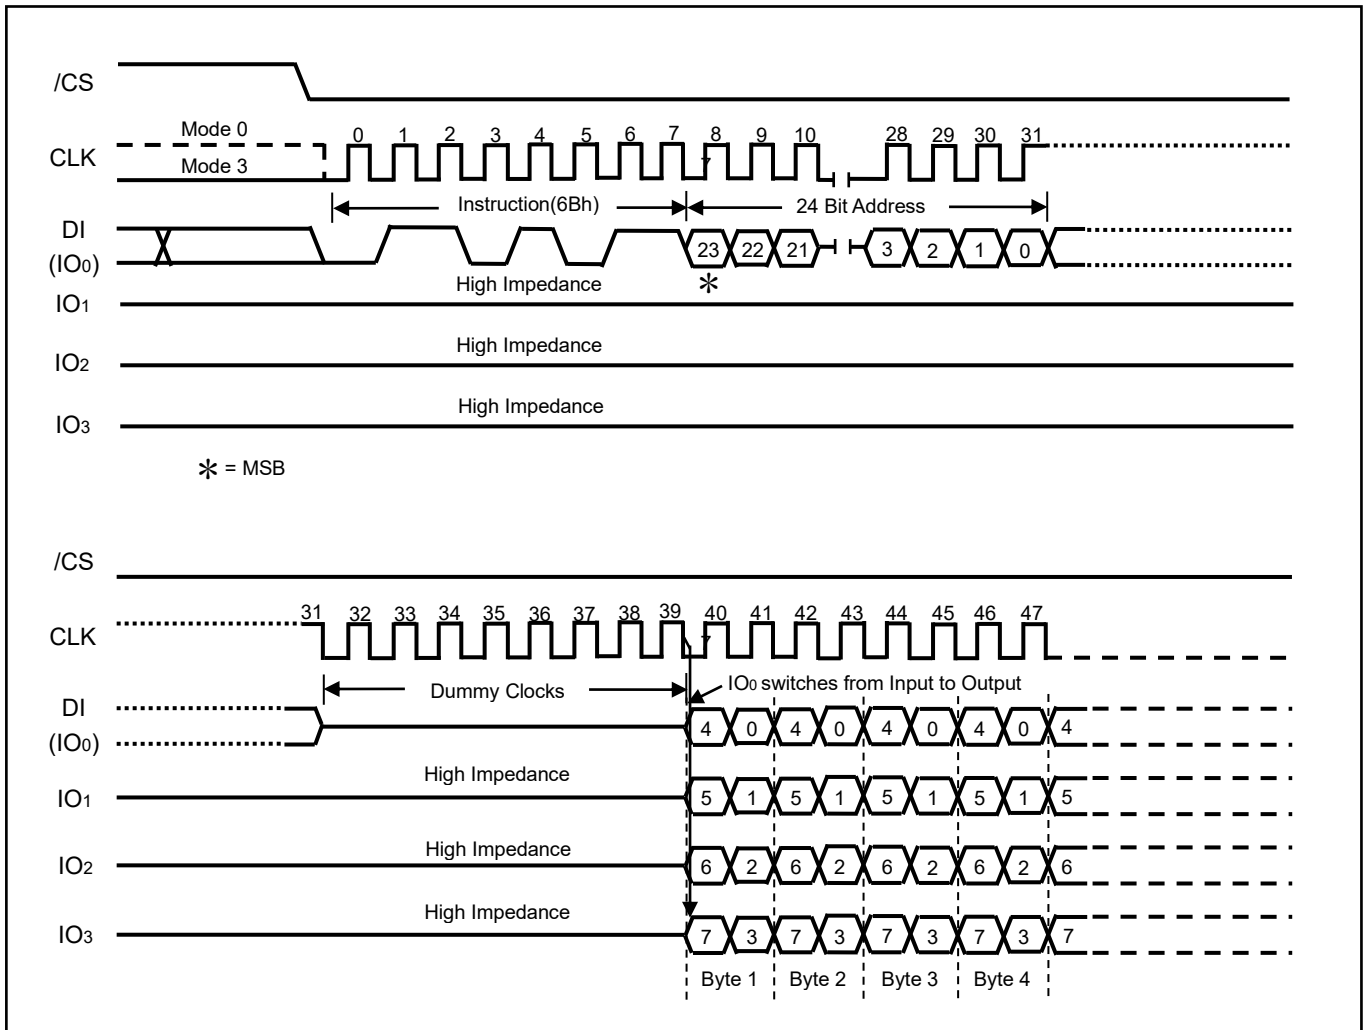 /CS
Mode 0
CLK
Mode 3
0 1 2 3 4 5 6 7 8 9 10 28 29 30 31
7
Instruction(6Bh) 24 Bit Address
DI
(IO0)
23 22 21 3 2 1 0
High Impedance *
IO1
High Impedance
IO2
High Impedance
IO3
* = MSB
/CS
31 32 33 34 35 36 37 38 39 40 41 42 43 44 45 46 47
CLK
7
Dummy Clocks IO0 switches from Input to Output
DI
(IO0)
4 0 4 0 4 0 4 0 4
High Impedance
IO1
5 1 5 1 5 1 5 1 5
High Impedance
IO2
6 2 6 2 6 2 6 2 6
High Impedance
IO3
7 3 7 3 7 3 7 3 7
Byte 1 Byte 2 Byte 3 Byte 4